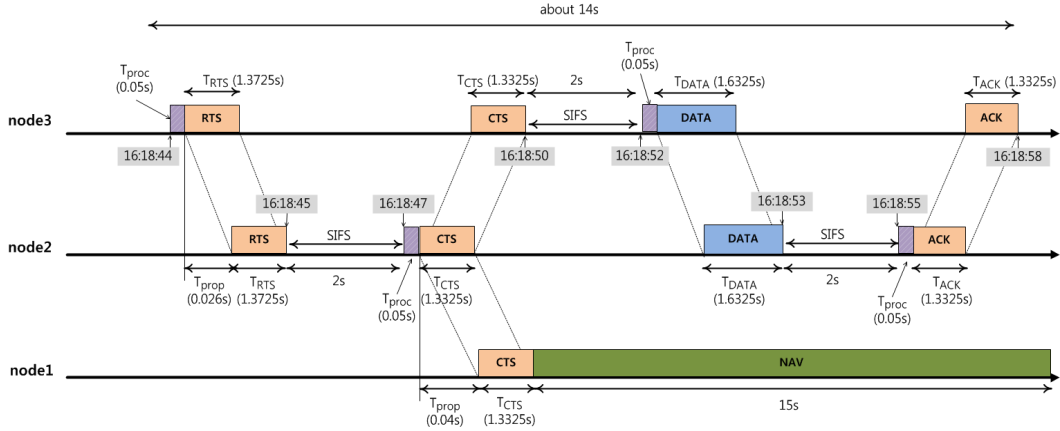 about 14s
Tproc
(0.05s)
TRTS (1.3725s)
TCTS (1.3325s)
2s
Tproc
(0.05s)
TDATA (1.6325s)
TACK (1.3325s)
node3
RTS
CTS
SIFS
DATA
ACK
16:18:44
16:18:50
16:18:52
16:18:58
16:18:45
16:18:47
16:18:53
16:18:55
node2
RTS
SIFS
CTS
DATA
SIFS
ACK
Tprop
(0.026s)
TRTS
(1.3725s)
2s
Tproc
(0.05s)
TCTS
(1.3325s)
TDATA
(1.6325s)
2s
Tproc
(0.05s)
TACK
(1.3325s)
node1
CTS
NAV
Tprop
(0.04s)
TCTS
(1.3325s)
15s